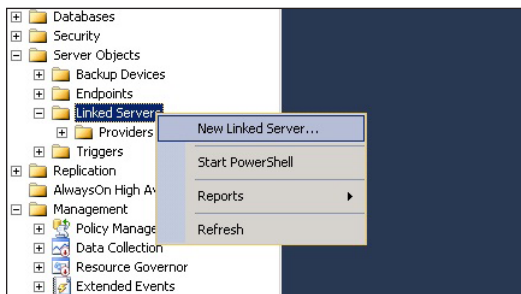 Databases
Security
Server Objects
Backup Devices
Endpoints
Linked Servers
New Linked Server...
Providers
Start PowerShell
Triggers
Replication
Reports
AlwaysOn High Av
Management
Refresh
Policy Manage
Data Collection
Resource Governor
Extended Events